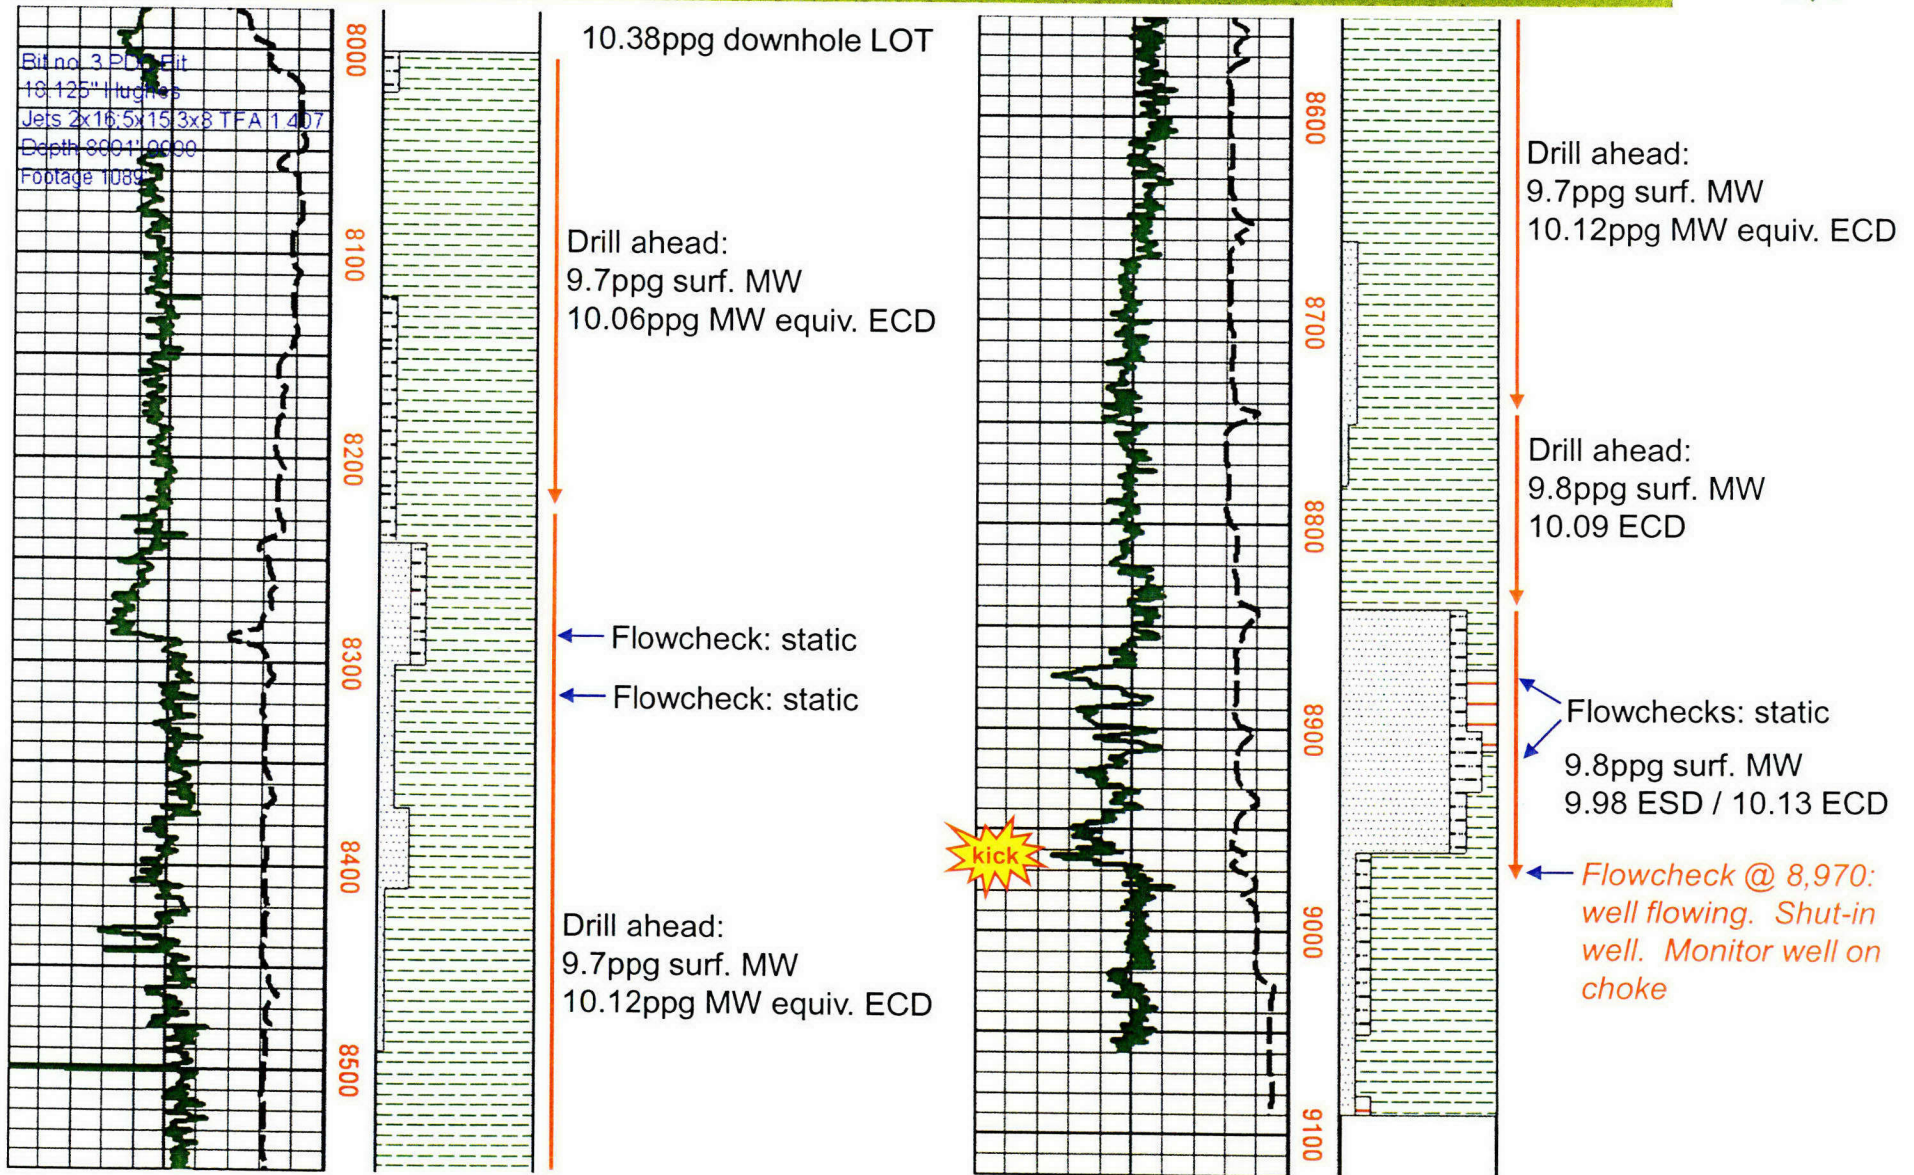 10.38ppg downhole LOT
Bit no. 3 PDC Bit
18.125" Hughes
Jets 2x16,5x15,3x8 TFA 1.407
Depth 8001'
Footage 1089'
8000
8100
8200
8300
8400
8500
Drill ahead:
9.7ppg surf. MW
10.06ppg MW equiv. ECD
Flowcheck: static
Flowcheck: static
Drill ahead:
9.7ppg surf. MW
10.12ppg MW equiv. ECD
8600
8700
8800
8900
9000
9100
kick
Drill ahead:
9.7ppg surf. MW
10.12ppg MW equiv. ECD
Drill ahead:
9.8ppg surf. MW
10.09 ECD
Flowchecks: static
9.8ppg surf. MW
9.98 ESD / 10.13 ECD
Flowcheck @ 8,970:
well flowing. Shut-in
well. Monitor well on
choke